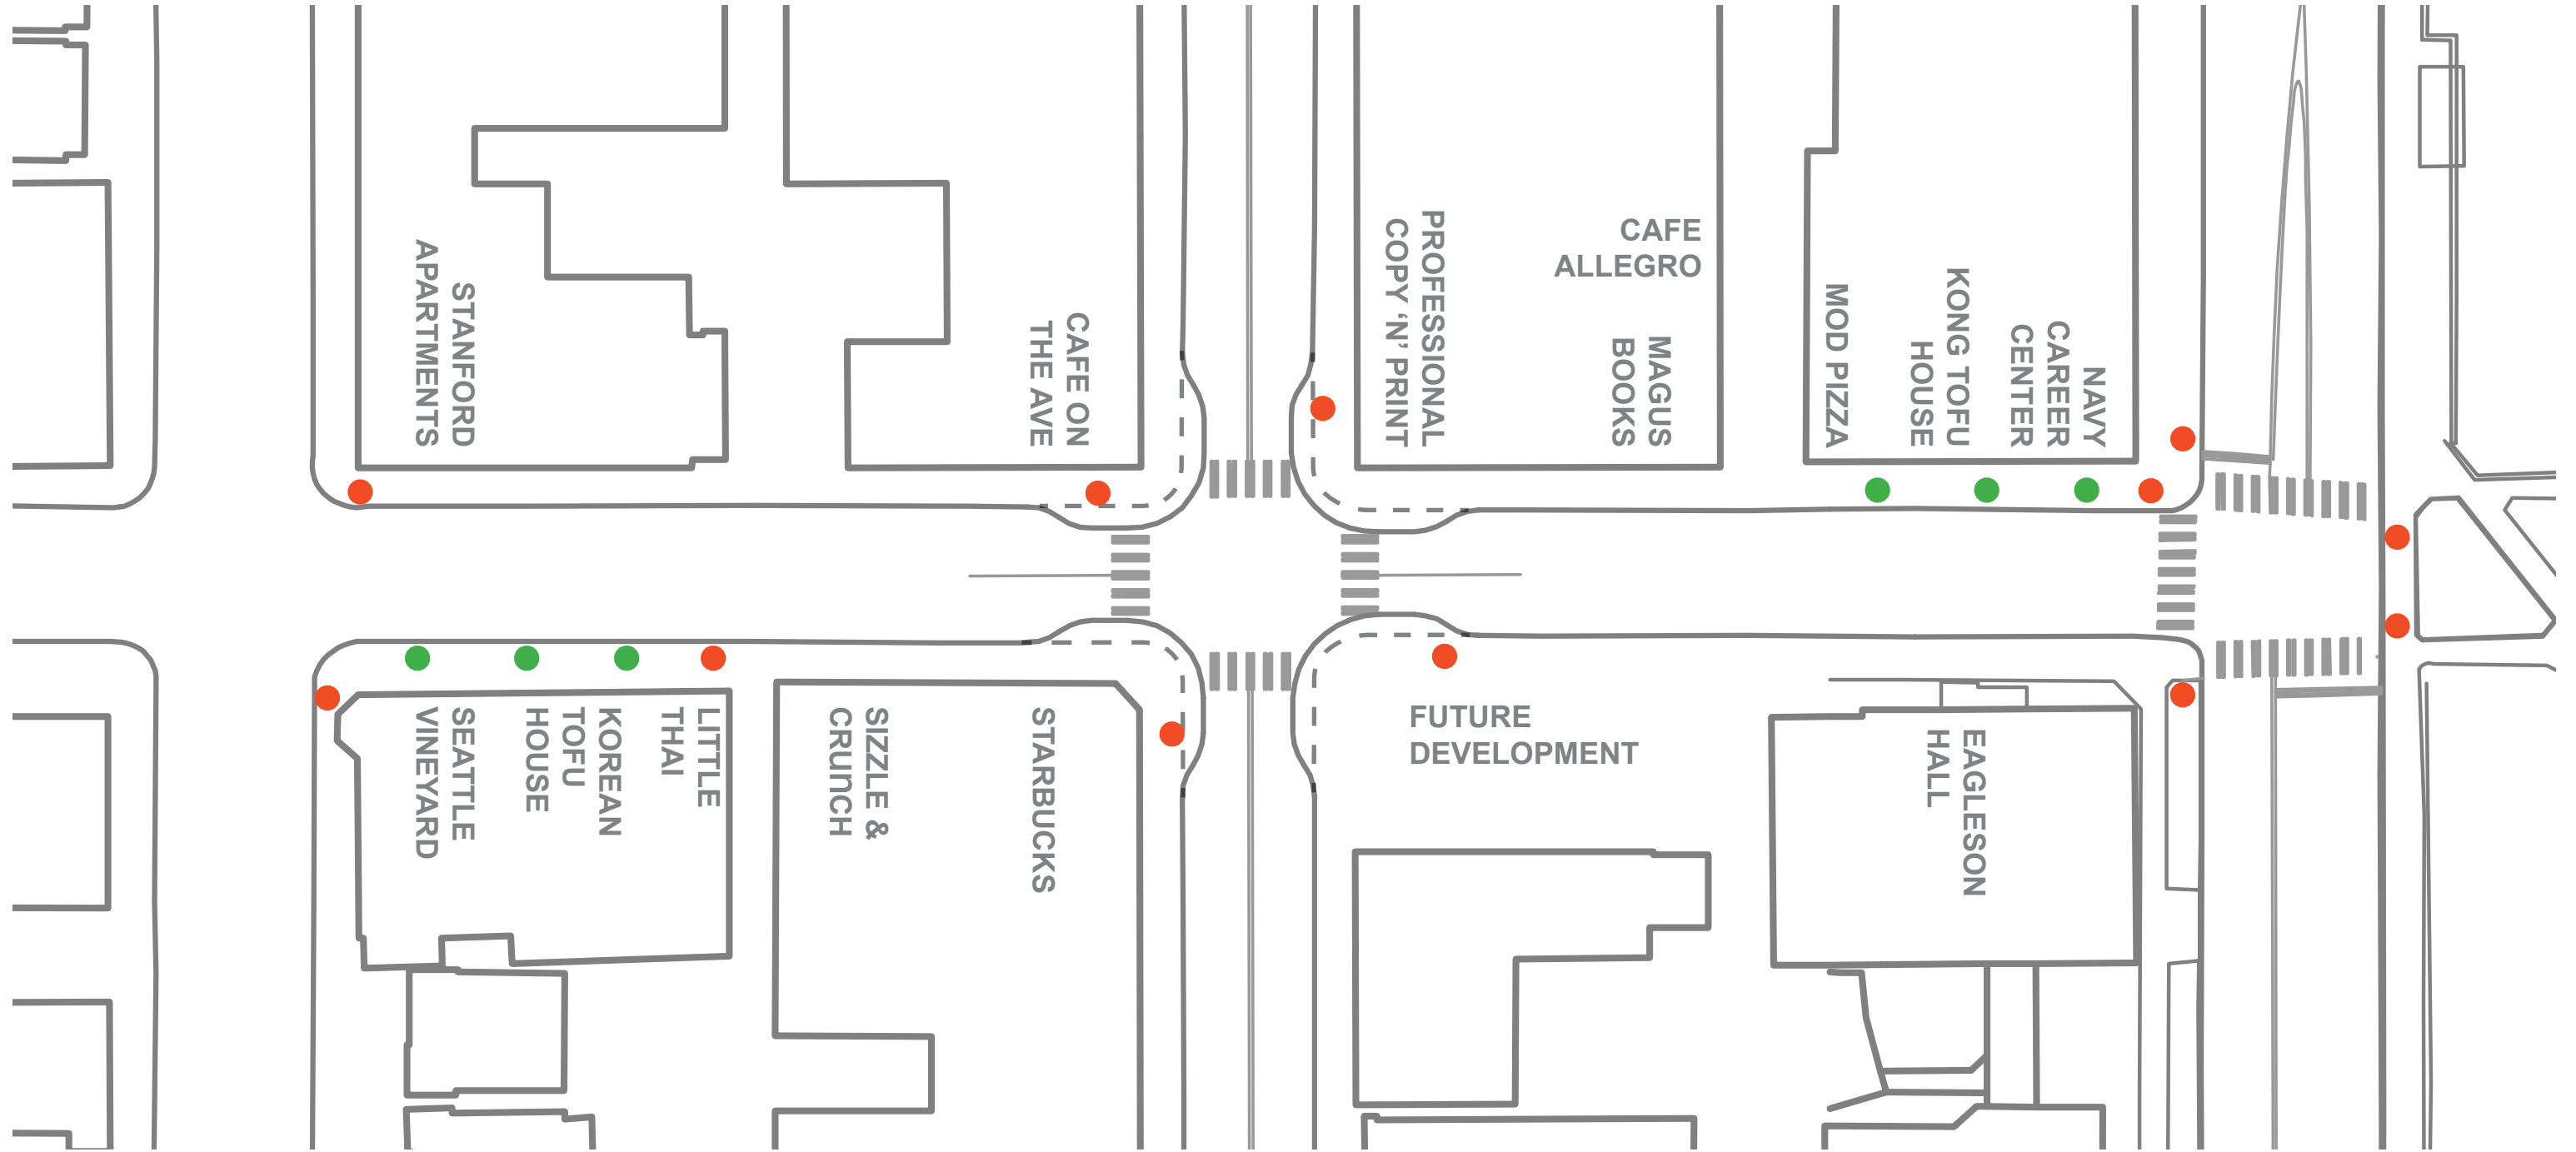 STANFORD
APARTMENTS
CAFE ON
THE AVE
PROFESSIONAL
COPY ‘N’ PRINT
CAFE
ALLEGRO
MAGUS
BOOKS
MOD PIZZA
KONG TOFU
HOUSE
NAVY
CAREER
CENTER
SEATTLE
VINEYARD
KOREAN
TOFU
HOUSE
LITTLE
THAI
SIZZLE &
CRUNCH
STARBUCKS
FUTURE
DEVELOPMENT
EAGLESON
HALL